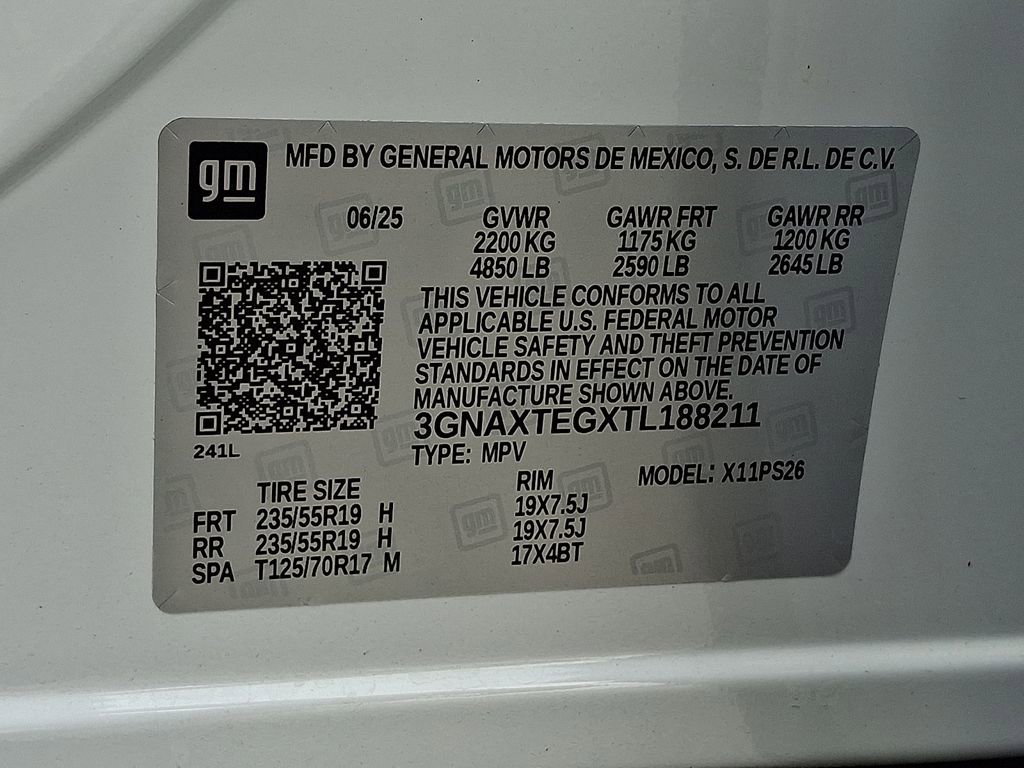 gm MFD BY GENERAL MOTORS DE MEXICO, S. DE R.L. DE C.V.
06/25 GVWR GAWR FRT GAWR RR
2200 KG 1175 KG 1200 KG
4850 LB 2590 LB 2645 LB
THIS VEHICLE CONFORMS TO ALL
APPLICABLE U.S. FEDERAL MOTOR
VEHICLE SAFETY AND THEFT PREVENTION
STANDARDS IN EFFECT ON THE DATE OF
MANUFACTURE SHOWN ABOVE.
3GNAXTEGXTL188211
241L TYPE: MPV MODEL: X11PS26
TIRE SIZE RIM
FRT 235/55R19 H 19X7.5J
RR 235/55R19 H 19X7.5J
SPA T125/70R17 M 17X4BT